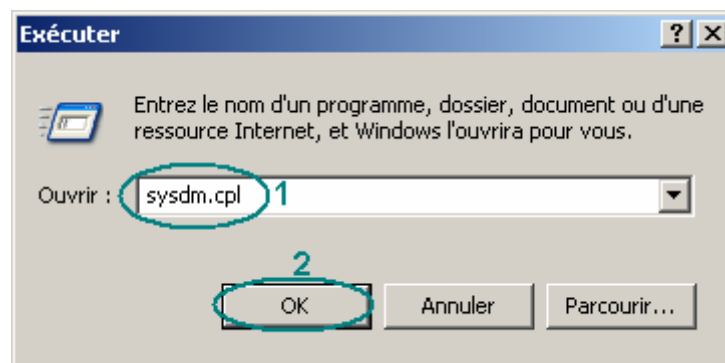 Exécuter
Entrez le nom d'un programme, dossier, document ou d'une
ressource Internet, et Windows l'ouvrira pour vous.
Ouvrir : sysdm.cpl 1
2
OK Annuler Parcourir...